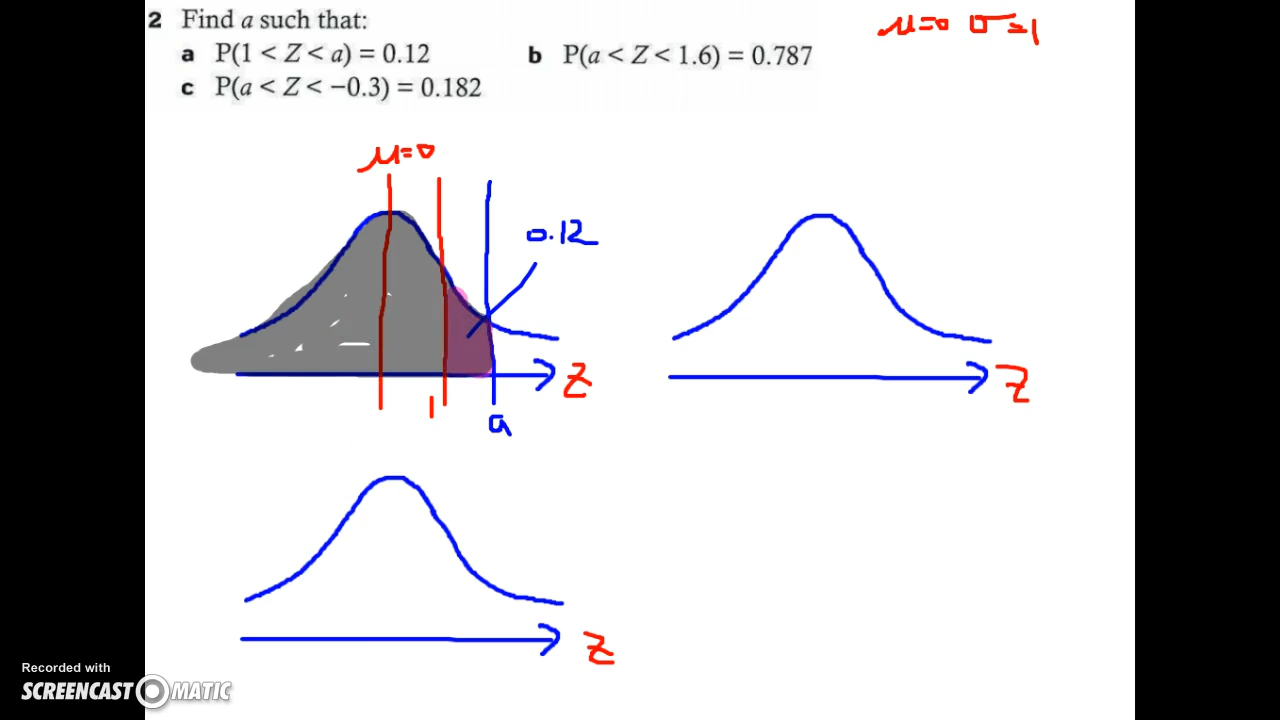 2 Find a such that:
μ=0 σ=1
a P(1 < Z < a) = 0.12 b P(a < Z < 1.6) = 0.787
c P(a < Z < −0.3) = 0.182
μ=0
0.12
Z
Z
1
a
Z
Recorded with
SCREENCAST MATIC